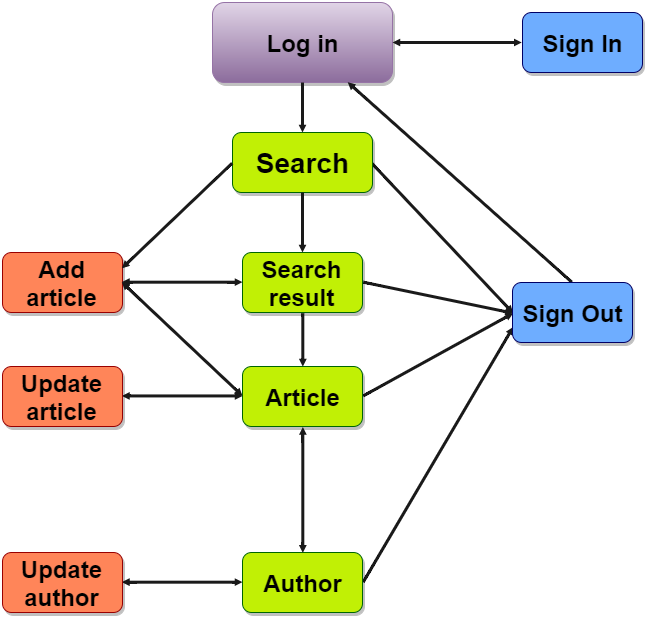 Log in
Sign In
Search
Add
article
Search
result
Sign Out
Update
article
Article
Update
author
Author